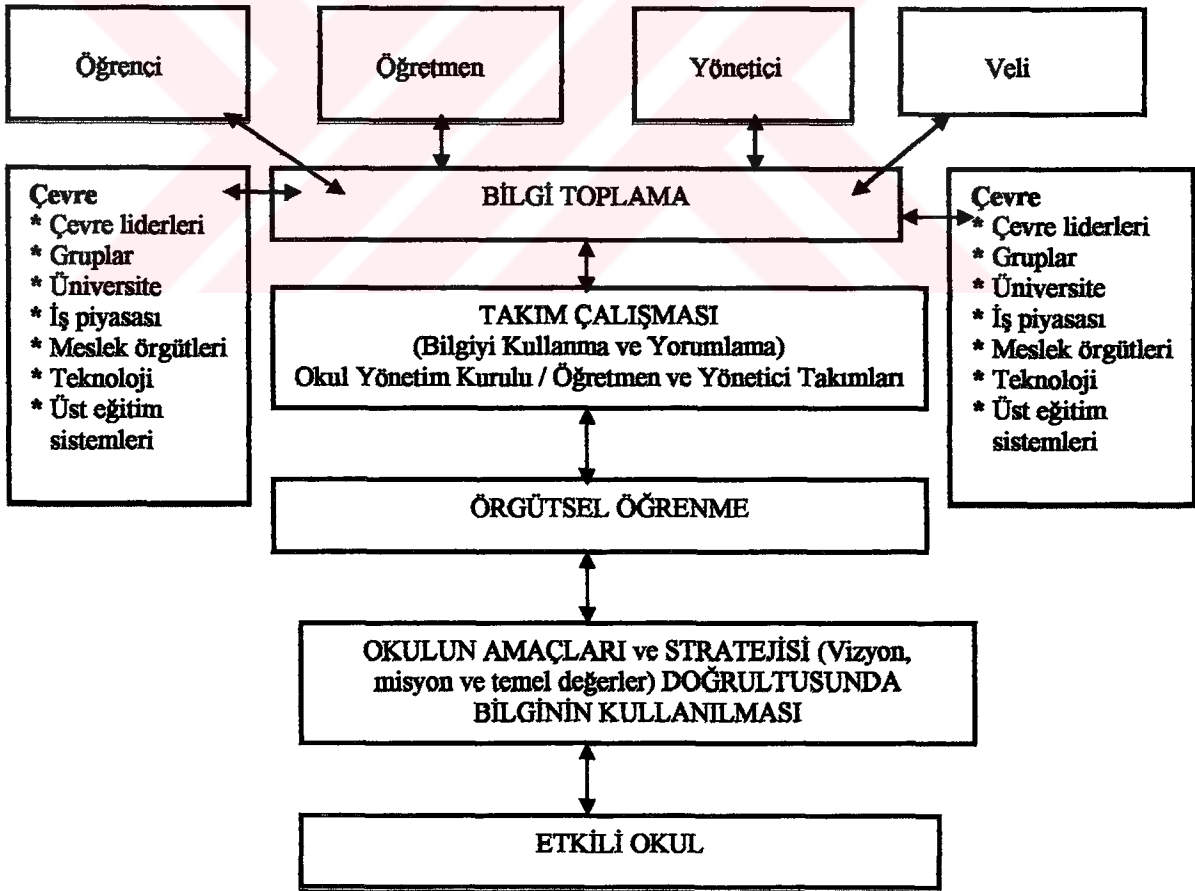 Öğrenci
Öğretmen
Yönetici
Veli
BİLGİ TOPLAMA
Çevre
* Çevre liderleri
* Gruplar
* Üniversite
* İş piyasası
* Meslek örgütleri
* Teknoloji
* Üst eğitim
sistemleri
Çevre
* Çevre liderleri
* Gruplar
* Üniversite
* İş piyasası
* Meslek örgütleri
* Teknoloji
* Üst eğitim
sistemleri
TAKIM ÇALIŞMASI
(Bilgiyi Kullanma ve Yorumlama)
Okul Yönetim Kurulu / Öğretmen ve Yönetici Takımları
ÖRGÜTSEL ÖĞRENME
OKULUN AMAÇLARI ve STRATEJİSİ (Vizyon,
misyon ve temel değerler) DOĞRULTUSUNDA
BİLGİNİN KULLANILMASI
ETKİLİ OKUL